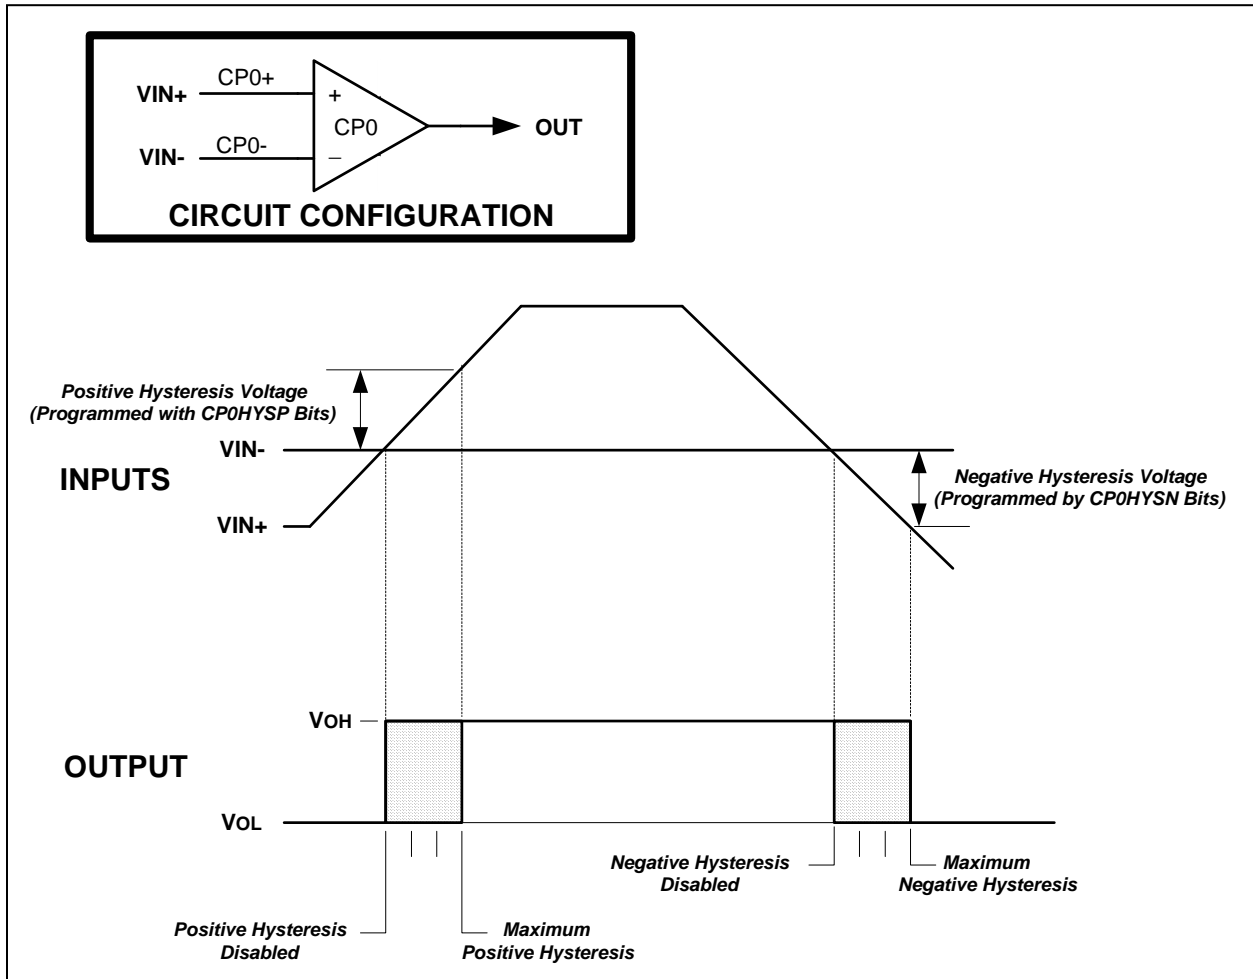 VIN+
CP0+
+
CP0
OUT
VIN-
CP0-
−
CIRCUIT CONFIGURATION
Positive Hysteresis Voltage
(Programmed with CP0HYSP Bits)
VIN-
INPUTS
VIN+
Negative Hysteresis Voltage
(Programmed by CP0HYSN Bits)
VOH
OUTPUT
VOL
Negative Hysteresis
Disabled
Maximum
Negative Hysteresis
Positive Hysteresis
Disabled
Maximum
Positive Hysteresis